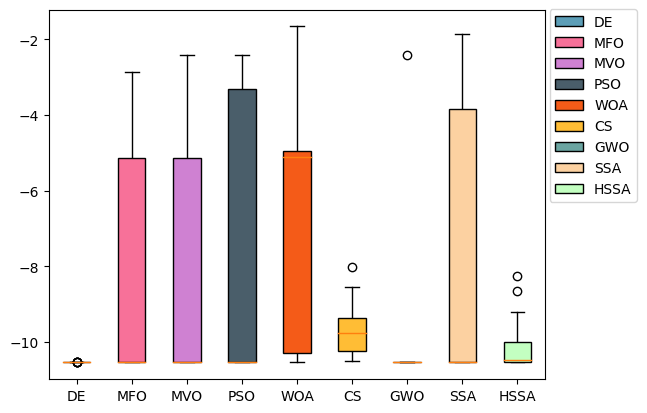 −2
−4
−6
−8
−10
DE MFO MVO PSO WOA CS GWO SSA HSSA
DE
MFO
MVO
PSO
WOA
CS
GWO
SSA
HSSA